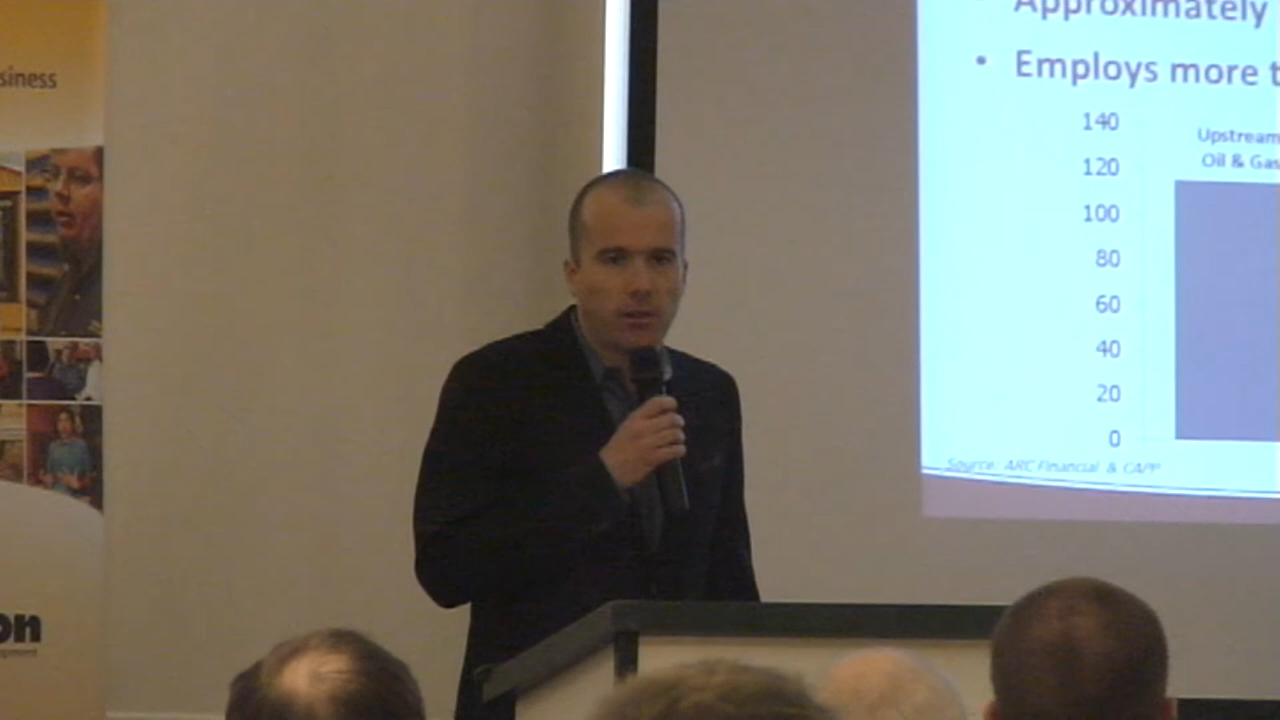 siness
on
Approximately
• Employs more t
140
120
100
80
60
40
20
0
Upstream
Oil & Gas
Source: ARC Financial & CAPP